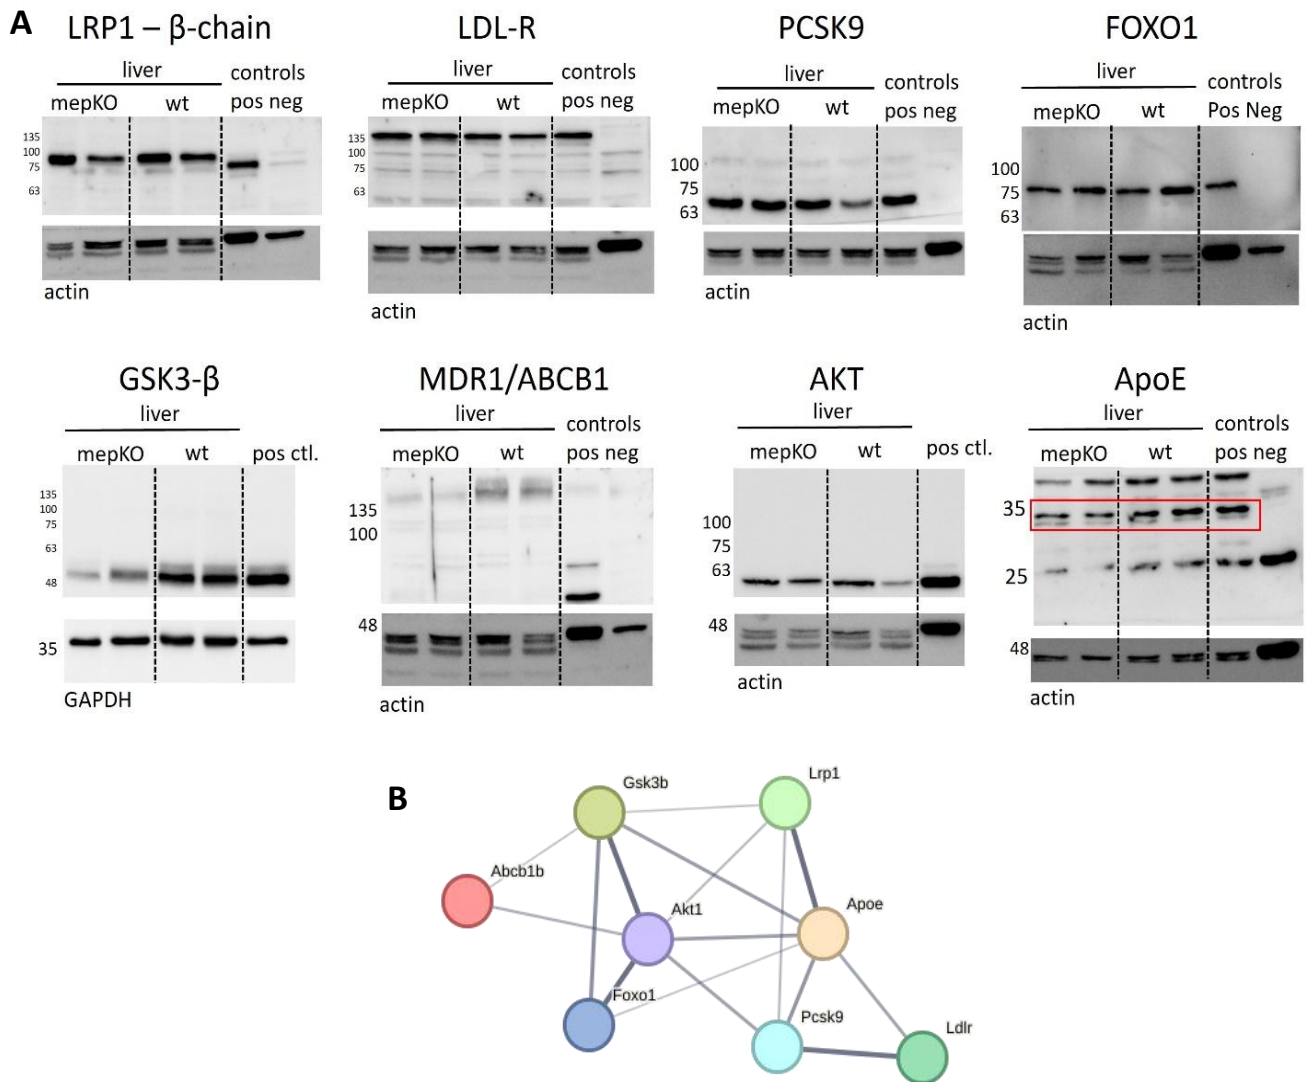 A
LRP1 – β-chain LDL-R PCSK9 FOXO1
liver
controls
mepKO wt pos neg
135
100
75
63
actin
liver
controls
mepKO wt pos neg
135
100
75
63
actin
liver
controls
mepKO wt pos neg
100
75
63
actin
liver
controls
mepKO wt Pos Neg
100
75
63
actin
GSK3-β MDR1/ABCB1 AKT ApoE
liver
mepKO wt pos ctl.
135
100
75
63
48
35
GAPDH
liver
controls
mepKO wt pos neg
135
100
48
actin
liver
mepKO wt pos ctl.
100
75
63
48
actin
liver
controls
mepKO wt pos neg
35
25
48
actin
B
Gsk3b
Lrp1
Abcb1b
Akt1
Apoe
Foxo1
Pcsk9
Ldlr